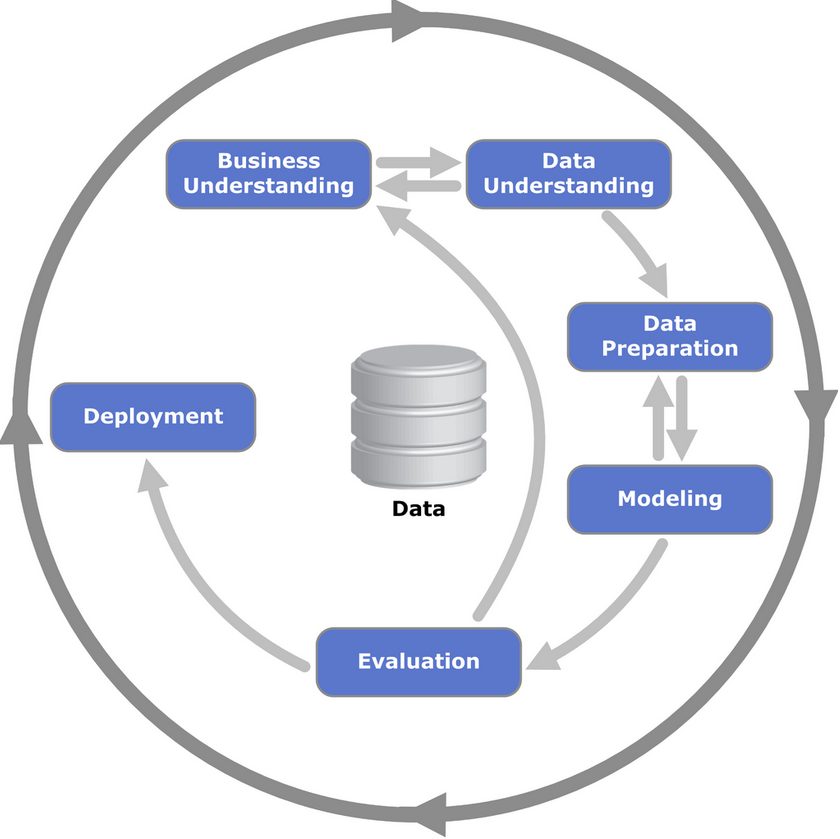 Business
Understanding
Data
Understanding
Data
Preparation
Deployment
Modeling
Data
Evaluation